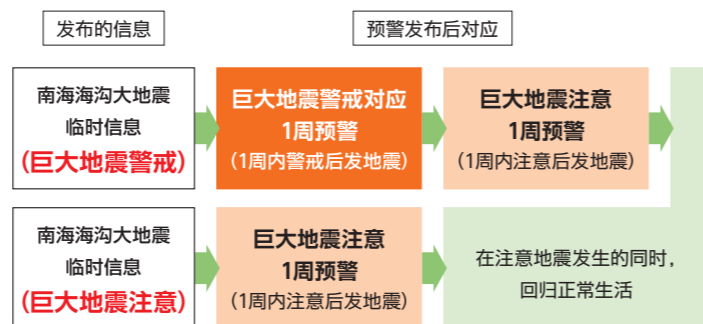 发布的信息
预警发布后对应
南海海沟大地震
临时信息
(巨大地震警戒)
巨大地震警戒对应
1周预警
(1周内警戒后发地震)
巨大地震注意
1周预警
(1周内注意后发地震)
南海海沟大地震
临时信息
(巨大地震注意)
巨大地震注意
1周预警
(1周内注意后发地震)
在注意地震发生的同时，
回归正常生活